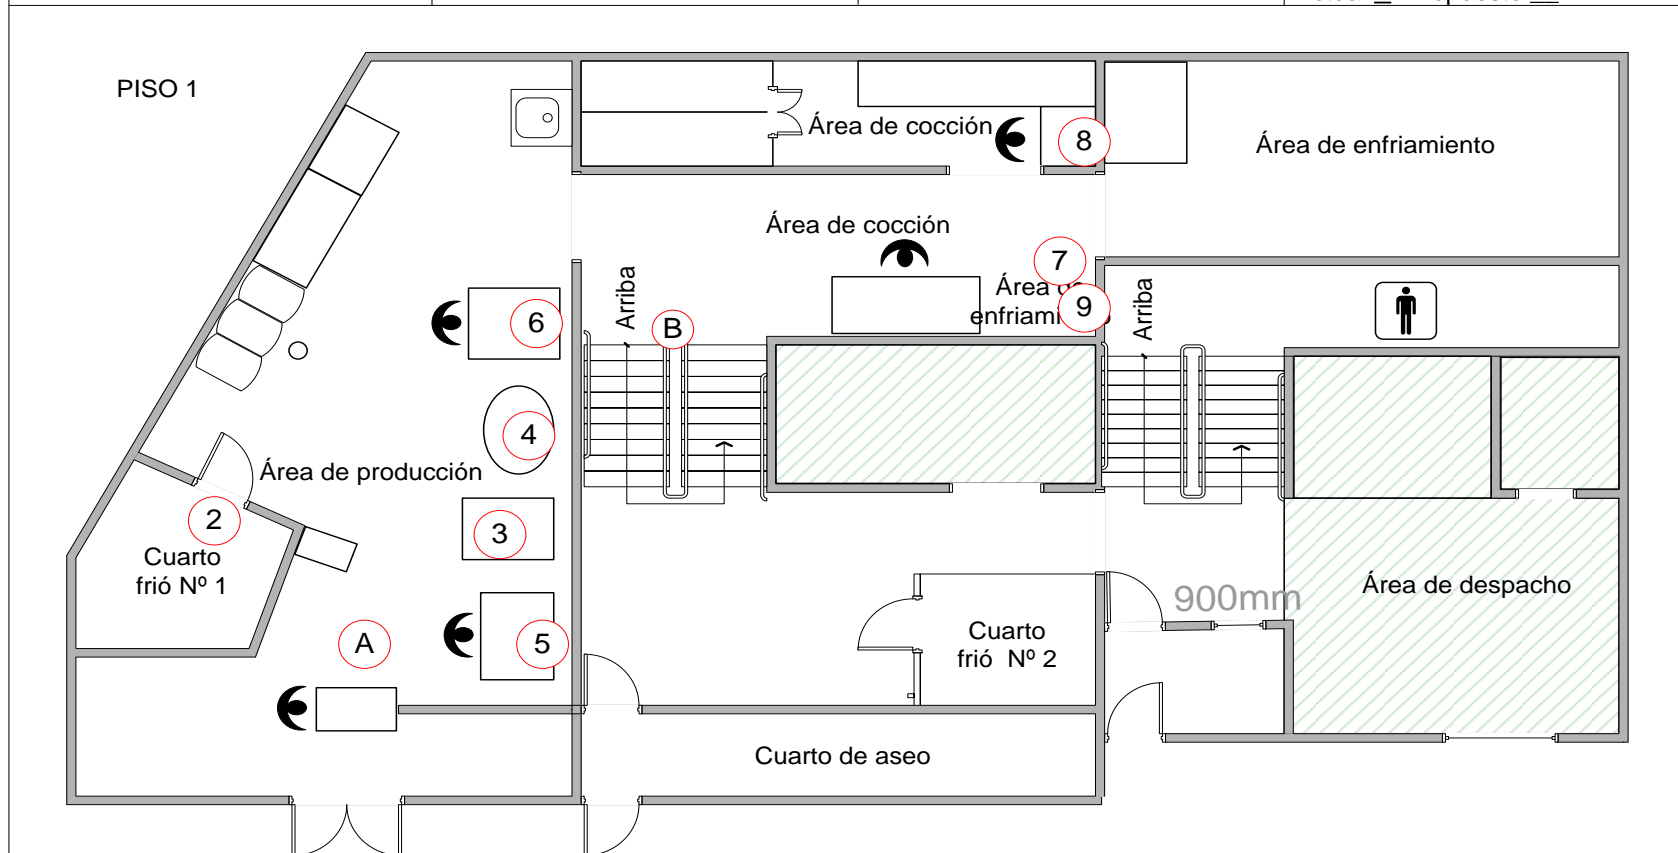 PISO 1
Área de cocción
8
Área de enfriamiento
Área de cocción
7
Arriba
Área de
enfriamiento
9
Arriba
6
B
4
Área de producción
2
3
Cuarto
frió Nº 1
Área de despacho
900mm
A
5
Cuarto
frió Nº 2
Cuarto de aseo